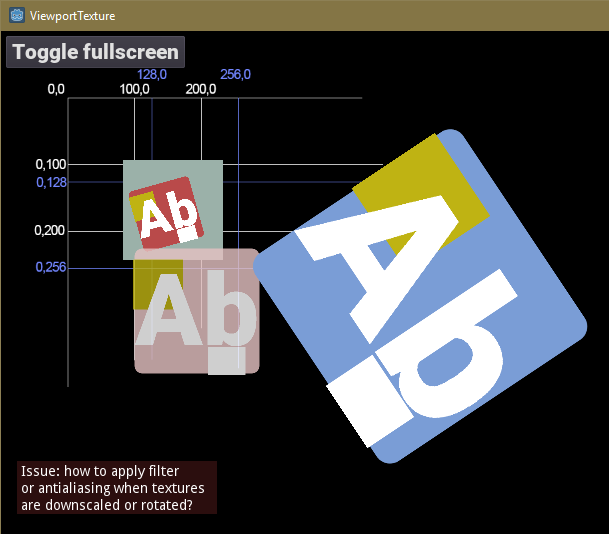 ViewportTexture
Toggle fullscreen
128,0 256,0
0,0 100,0 200,0
0,100
0,128
Ab
0,200
0,256
Ab
Ab
Issue: how to apply filter
or antialiasing when textures
are downscaled or rotated?